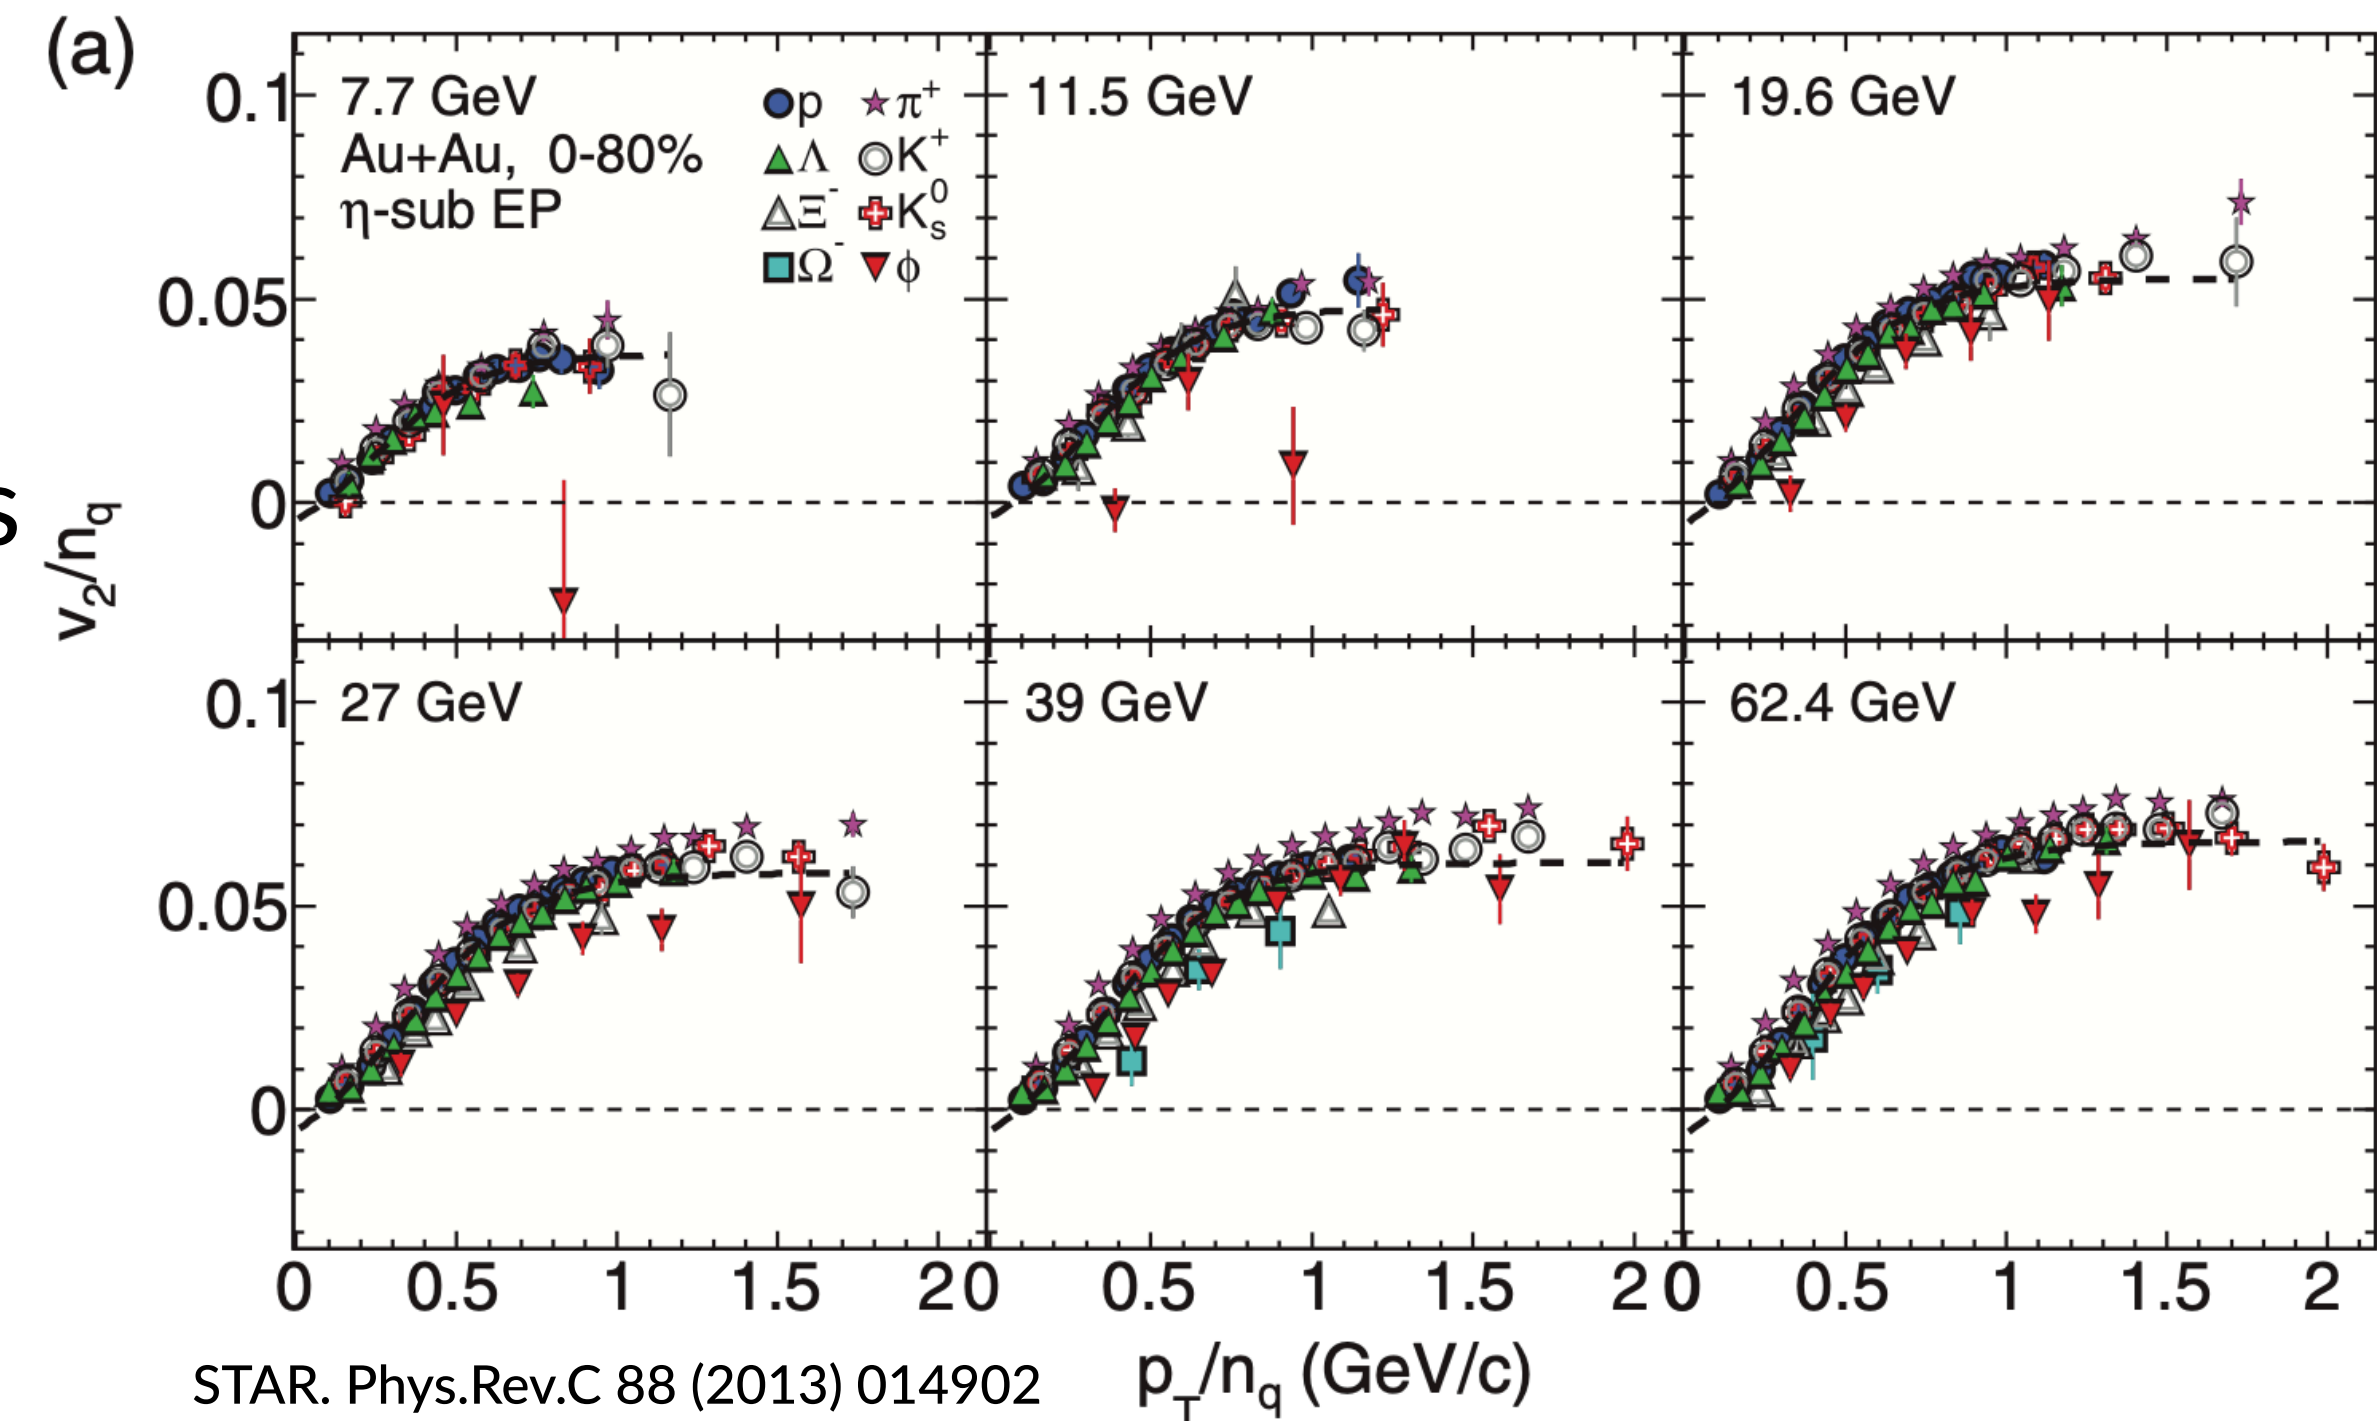 (a)
0.1
7.7 GeV
Au+Au, 0-80%
η-sub EP
p π⁺
Λ K⁺
Ξ⁻ K⁰ₛ
Ω⁻ ϕ
11.5 GeV
19.6 GeV
0.05
0
s
v₂/n_q
0.1
27 GeV
39 GeV
62.4 GeV
0.05
0
0 0.5 1 1.5 2 0 0.5 1 1.5 2 0 0.5 1 1.5 2
p_T/n_q (GeV/c)
STAR. Phys.Rev.C 88 (2013) 014902